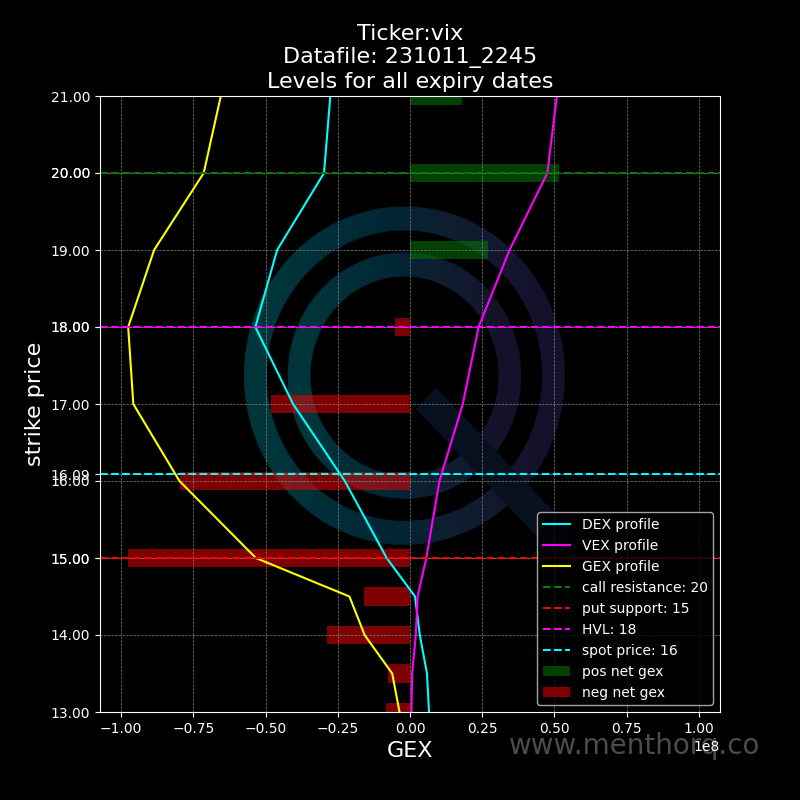 Ticker:vix
Datafile: 231011_2245
Levels for all expiry dates
21.00
20.00
19.00
18.00
17.00
16.09
16.00
15.00
14.00
13.00
strike price
DEX profile
VEX profile
GEX profile
call resistance: 20
put support: 15
HVL: 18
spot price: 16
pos net gex
neg net gex
−1.00 −0.75 −0.50 −0.25 0.00 0.25 0.50 0.75 1.00
1e8
GEX
www.menthorq.co